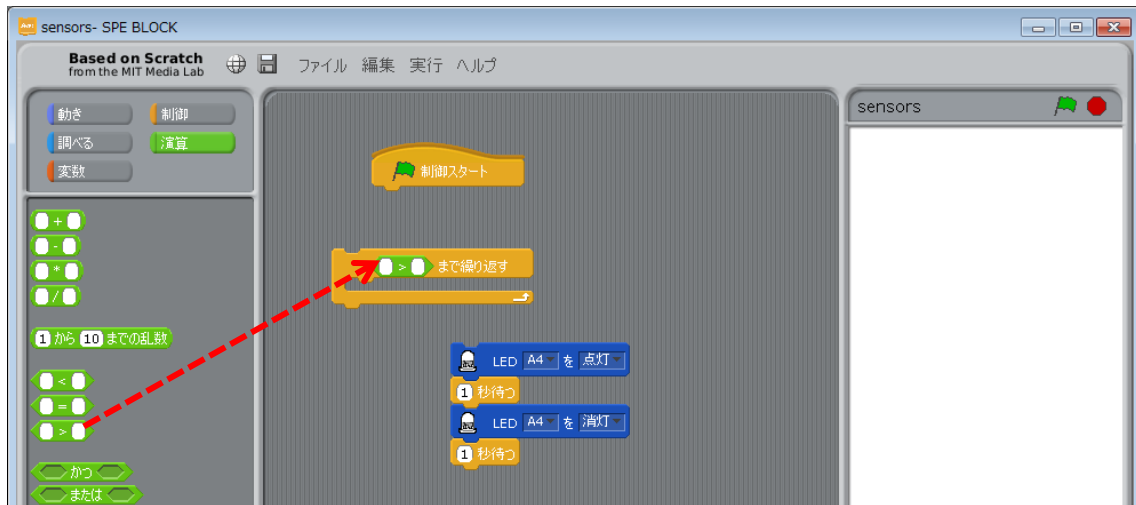 sensors- SPE BLOCK
Based on Scratch
from the MIT Media Lab
ファイル 編集 実行 ヘルプ
動き 制御
調べる 演算
変数
+
-
*
/
1 から 10 までの乱数
<
=
>
かつ
または
制御スタート
> まで繰り返す
LED A4 を 点灯
1 秒待つ
LED A4 を 消灯
1 秒待つ
sensors